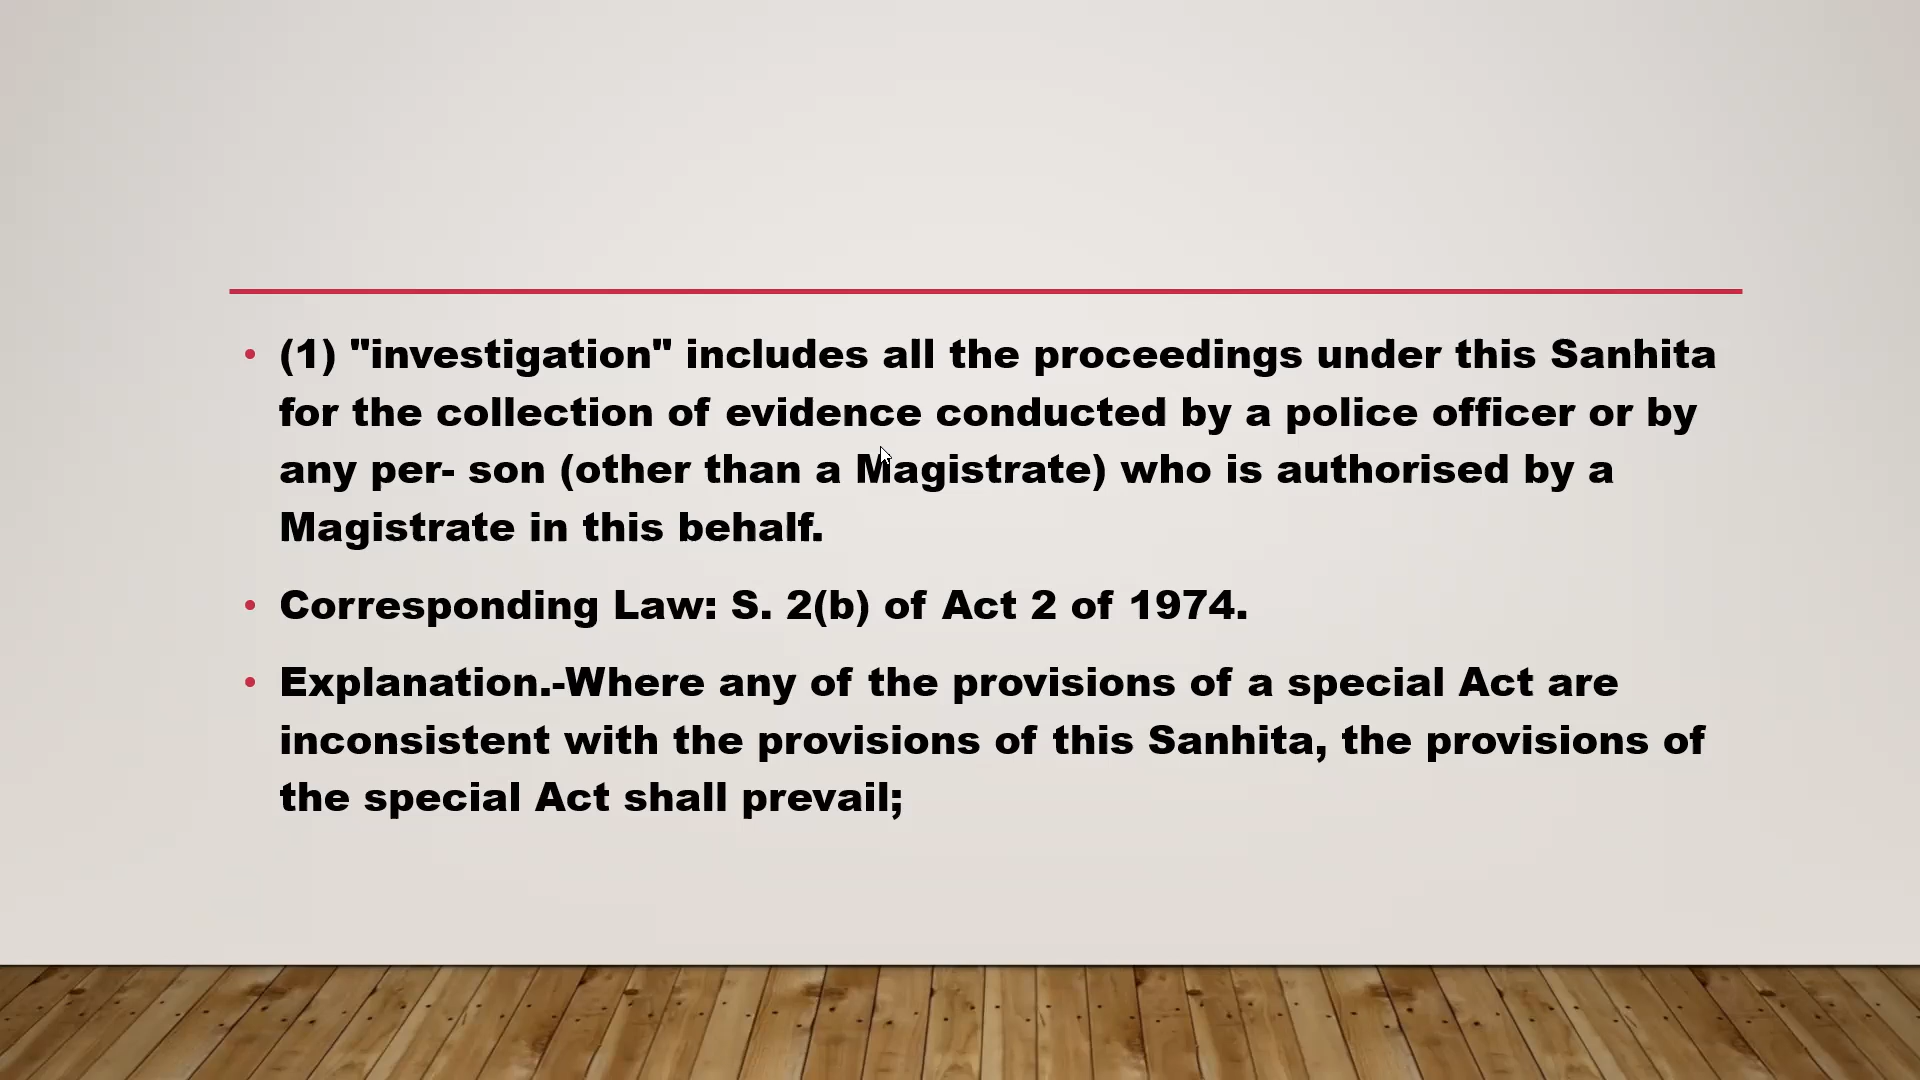 • (1) "investigation" includes all the proceedings under this Sanhita
for the collection of evidence conducted by a police officer or by
any per- son (other than a Magistrate) who is authorised by a
Magistrate in this behalf.
• Corresponding Law: S. 2(b) of Act 2 of 1974.
• Explanation.-Where any of the provisions of a special Act are
inconsistent with the provisions of this Sanhita, the provisions of
the special Act shall prevail;